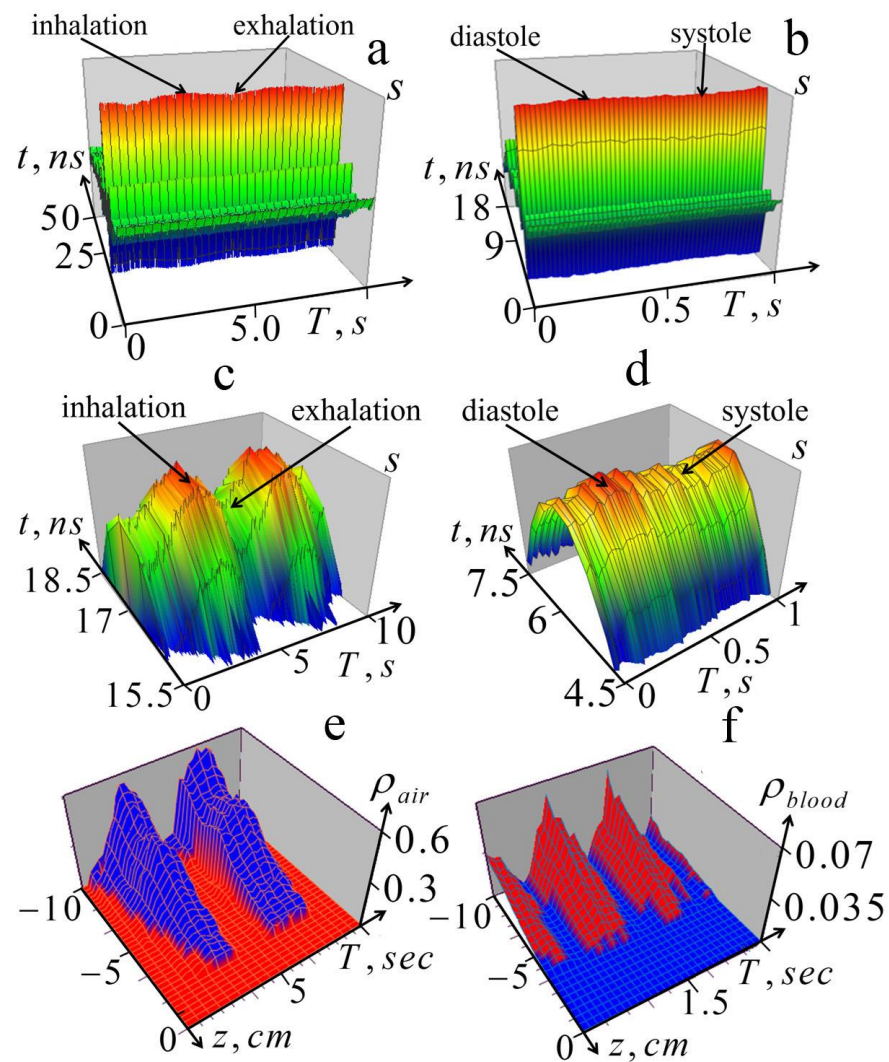 a
inhalation exhalation
s
t, ns
50
25
0
0 5.0 T, s
b
diastole systole
s
t, ns
18
9
0
0 0.5 T, s
c
inhalation exhalation
s
t, ns
18.5
17
15.5
0 5 10
T, s
d
diastole systole
s
t, ns
7.5
6
4.5
0 0.5 1
T, s
e
ρair
0.6
0.3
−10
−5
0
5
T, sec
z, cm
f
ρblood
0.07
0.035
−10
−5
0
1.5
T, sec
z, cm